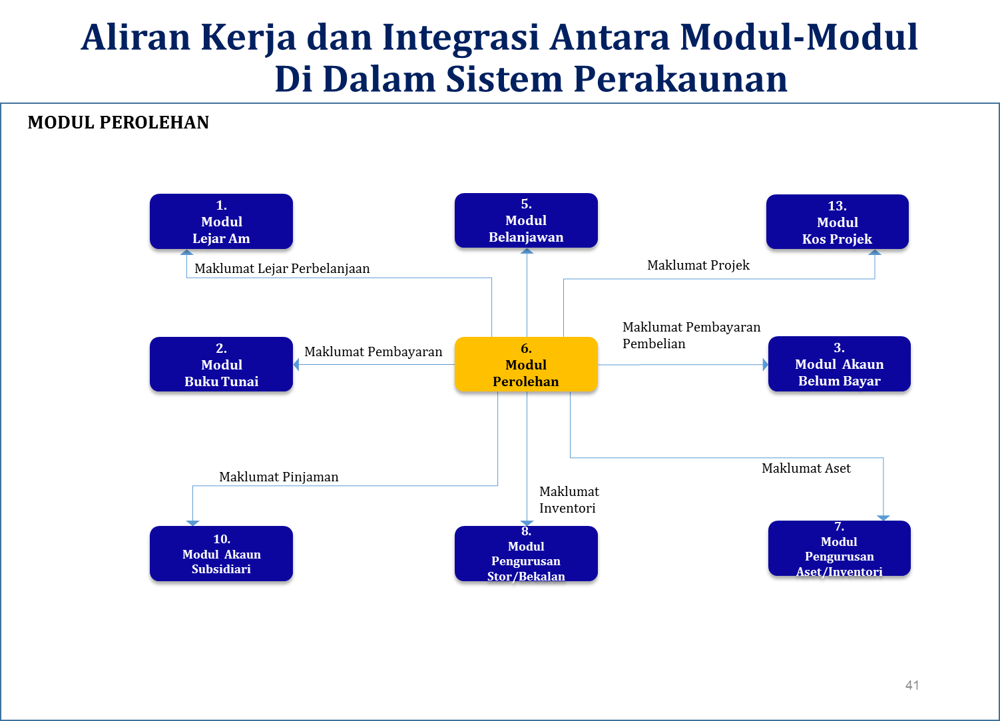 Aliran Kerja dan Integrasi Antara Modul-Modul
Di Dalam Sistem Perakaunan
MODUL PEROLEHAN
1.
Modul
Lejar Am
5.
Modul
Belanjawan
13.
Modul
Kos Projek
Maklumat Lejar Perbelanjaan
Maklumat Projek
2.
Modul
Buku Tunai
Maklumat Pembayaran
6.
Modul
Perolehan
Maklumat Pembayaran
Pembelian
3.
Modul  Akaun
Belum Bayar
Maklumat Pinjaman
Maklumat
Inventori
Maklumat Aset
10.
Modul  Akaun
Subsidiari
8.
Modul
Pengurusan
Stor/Bekalan
7.
Modul
Pengurusan
Aset/Inventori
41